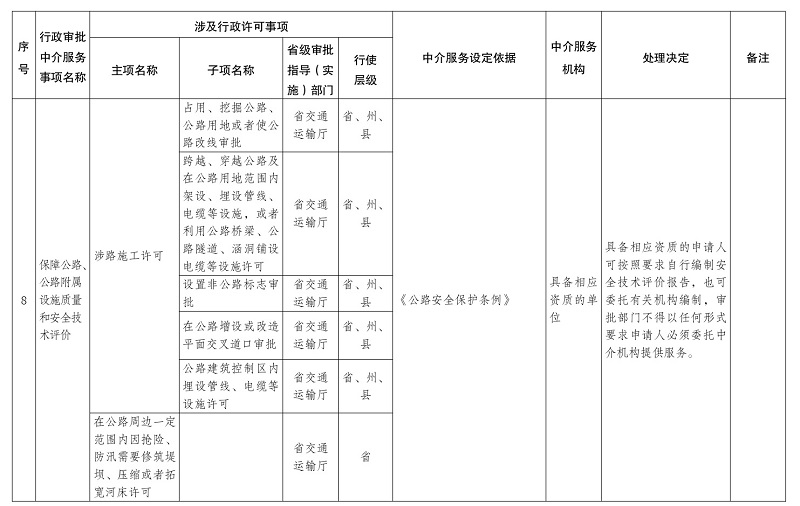 序
号
行政审批
中介服务
事项名称
涉及行政许可事项
主项名称
子项名称
省级审批
指导（实
施）部门
行使
层级
中介服务设定依据
中介服务
机构
处理决定
备注
8
保障公路、
公路附属
设施质量
和安全技
术评价
涉路施工许可
占用、挖掘公路、
公路用地或者使公
路改线审批
省交通
运输厅
省、州、
县
跨越、穿越公路及
在公路用地范围内
架设、埋设管线、
电缆等设施，或者
利用公路桥梁、公
路隧道、涵洞铺设
电缆等设施许可
省交通
运输厅
省、州、
县
设置非公路标志审
批
省交通
运输厅
省、州、
县
在公路增设或改造
平面交叉道口审批
省交通
运输厅
省、州、
县
公路建筑控制区内
埋设管线、电缆等
设施许可
省交通
运输厅
省、州、
县
在公路周边一定
范围内因抢险、
防汛需要修筑堤
坝、压缩或者拓
宽河床许可
省交通
运输厅
省
《公路安全保护条例》
具备相应
资质的单
位
具备相应资质的申请人
可按照要求自行编制安
全技术评价报告，也可
委托有关机构编制，审
批部门不得以任何形式
要求申请人必须委托中
介机构提供服务。